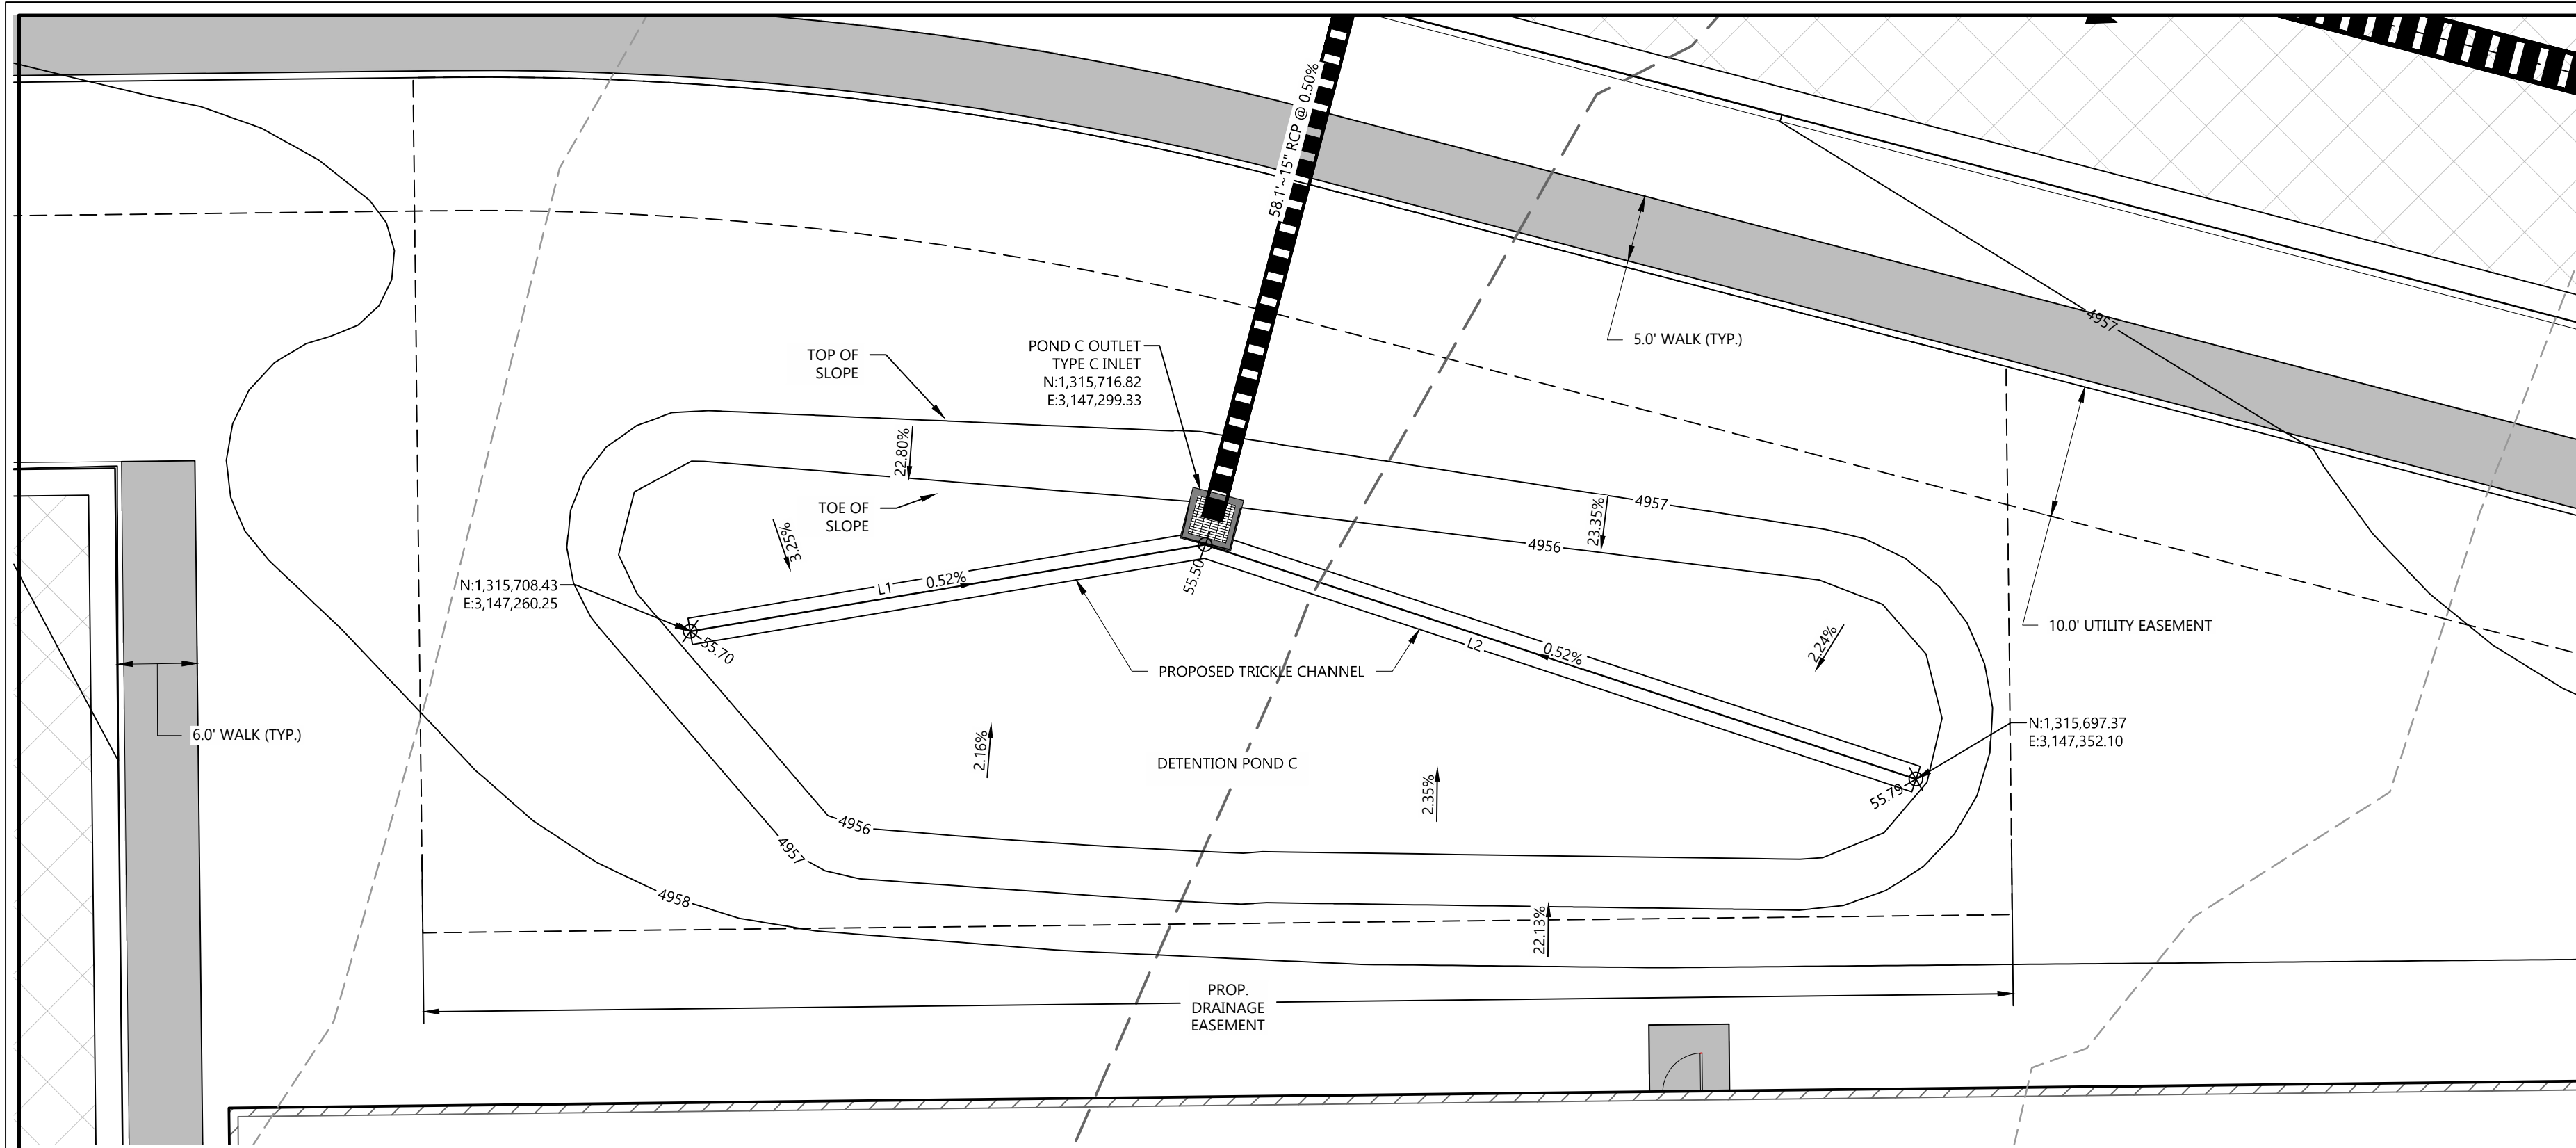 58.1'~15" RCP @ 0.50%
5.0' WALK (TYP.)
4957
TOP OF
SLOPE
POND C OUTLET
TYPE C INLET
N:1,315,716.82
E:3,147,299.33
22.80%
TOE OF
SLOPE
3.25%
4957
23.35%
4956
N:1,315,708.43
E:3,147,260.25
L1
0.52%
55.50
55.70
PROPOSED TRICKLE CHANNEL
L2
0.52%
2.24%
10.0' UTILITY EASEMENT
6.0' WALK (TYP.)
2.16%
DETENTION POND C
2.35%
N:1,315,697.37
E:3,147,352.10
55.79
4956
4957
4958
22.13%
PROP.
DRAINAGE
EASEMENT